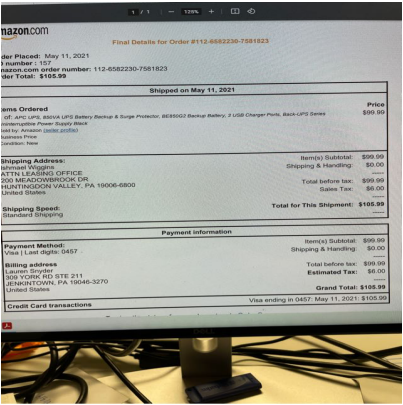 1 / 1 — 128% +
mazon.com
Final Details for Order #112-6582230-7581823
der Placed: May 11, 2021
number : 157
mazon.com order number: 112-6582230-7581823
der Total: $105.99
Shipped on May 11, 2021
ems Ordered Price
of: APC UPS, 850VA UPS Battery Backup & Surge Protector, BE850G2 Backup Battery, 2 USB Charger Ports, Back-UPS Series $99.99
Uninterruptible Power Supply Black
old by: Amazon (seller profile)
Business Price
Condition: New
Shipping Address:
Ishmael Wiggins
ATTN LEASING OFFICE
200 MEADOWBROOK DR
HUNTINGDON VALLEY, PA 19006-6800
United States
Shipping Speed:
Standard Shipping
Item(s) Subtotal: $99.99
Shipping & Handling: $0.00
-----
Total before tax: $99.99
Sales Tax: $6.00
-----
Total for This Shipment: $105.99
-----
Payment information
Payment Method:
Visa | Last digits: 0457
Billing address
Lauren Snyder
309 YORK RD STE 211
JENKINTOWN, PA 19046-3270
United States
Item(s) Subtotal: $99.99
Shipping & Handling: $0.00
-----
Total before tax: $99.99
Estimated Tax: $6.00
-----
Grand Total: $105.99
Credit Card transactions Visa ending in 0457: May 11, 2021: $105.99